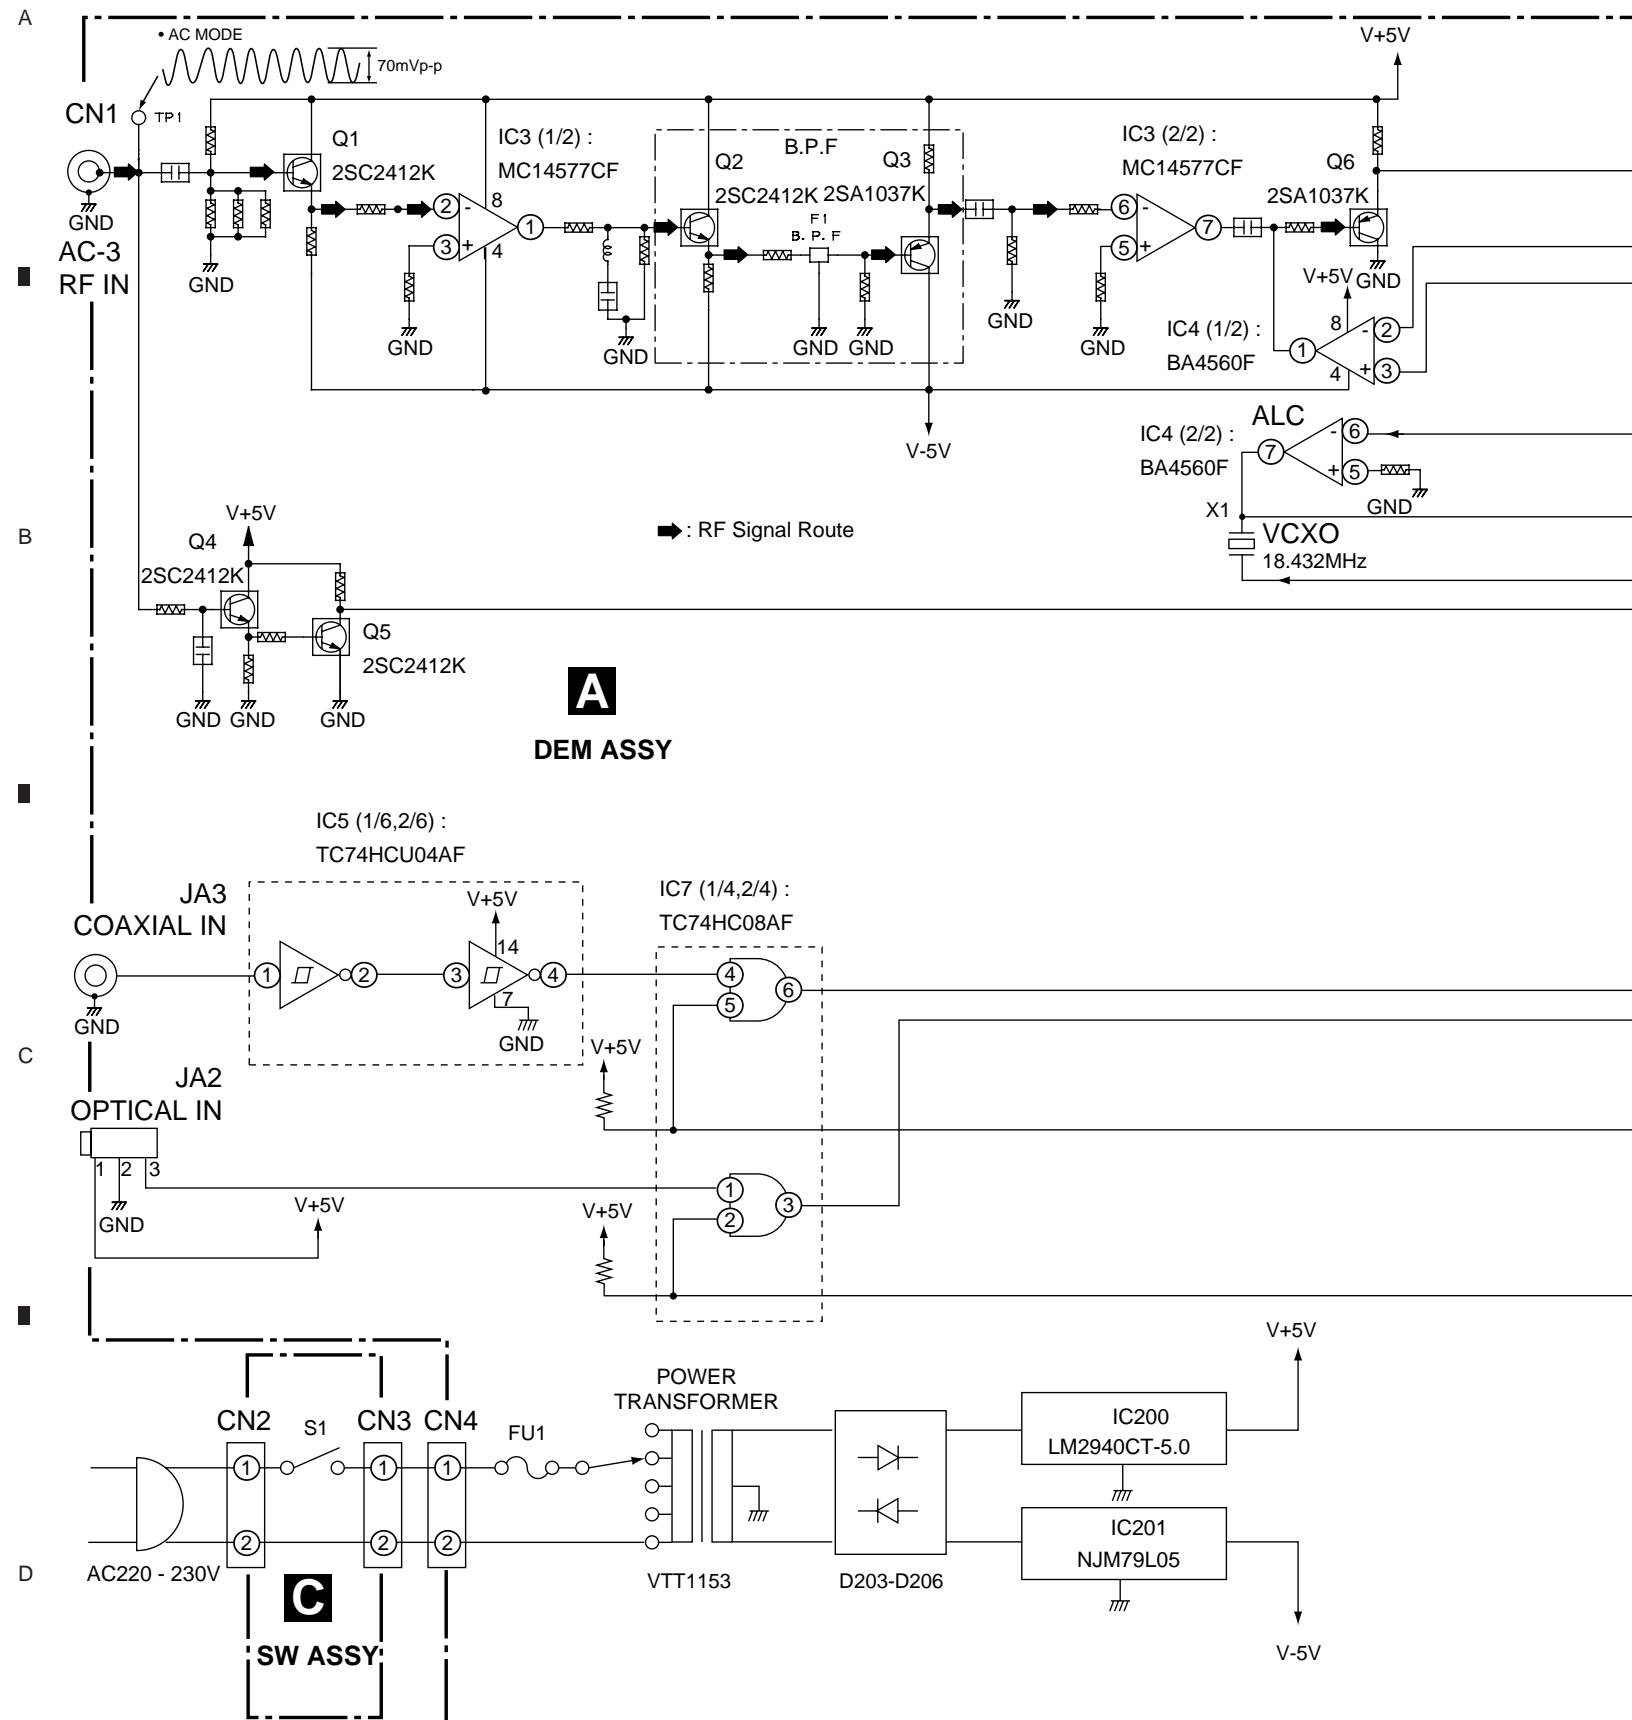 A
• AC MODE
70mVp-p
V+5V
CN1
TP1
Q1
2SC2412K
IC3 (1/2) :
MC14577CF
B.P.F
Q2
Q3
2SC2412K
2SA1037K
F1
B.P.F
IC3 (2/2) :
MC14577CF
Q6
2SA1037K
GND
AC-3
RF IN
GND
2
3
8
4
1
GND
GND
GND
GND
GND
6
5
7
GND
GND
V+5V
IC4 (1/2) :
BA4560F
8
4
1
2
3
V-5V
ALC
IC4 (2/2) :
BA4560F
7
6
5
GND
X1
VCXO
18.432MHz
B
V+5V
Q4
2SC2412K
Q5
2SC2412K
GND
GND
GND
: RF Signal Route
A
DEM ASSY
IC5 (1/6,2/6) :
TC74HCU04AF
JA3
COAXIAL IN
GND
V+5V
1
2
3
4
14
7
GND
IC7 (1/4,2/4) :
TC74HC08AF
4
5
6
V+5V
C
JA2
OPTICAL IN
1 2 3
GND
V+5V
V+5V
1
2
3
CN2
S1
CN3
CN4
FU1
POWER
TRANSFORMER
V+5V
IC200
LM2940CT-5.0
1
1
1
2
2
2
IC201
NJM79L05
D
AC220 - 230V
VTT1153
D203-D206
C
SW ASSY
V-5V